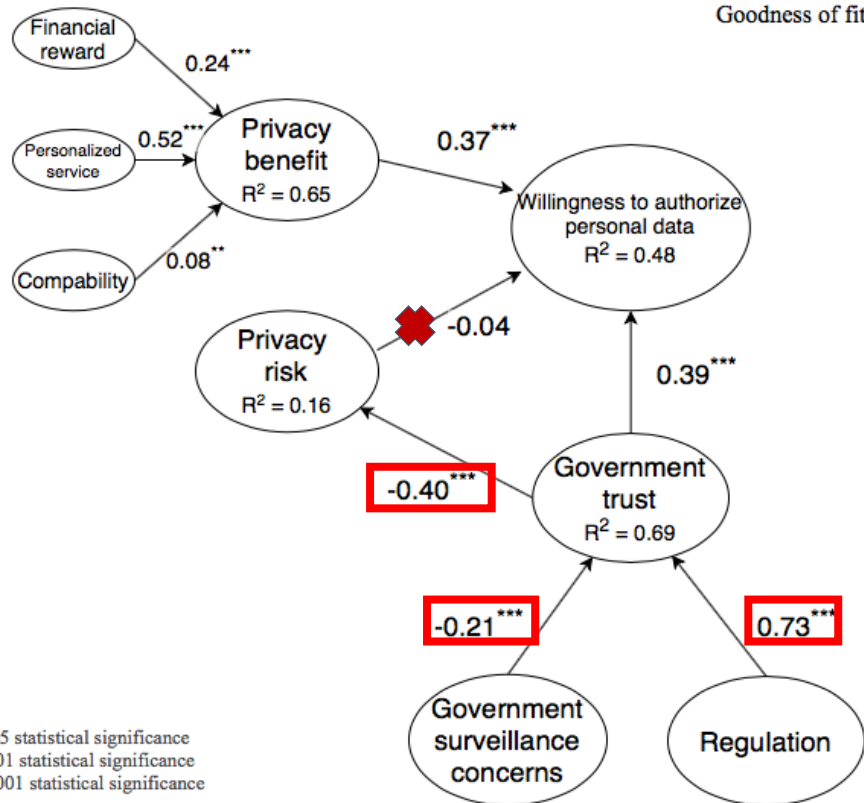 Goodness of fit
Financial
reward
0.24***
Personalized
service
0.52***
Privacy
benefit
R² = 0.65
0.37***
Willingness to authorize
personal data
R² = 0.48
Compability
0.08**
Privacy
risk
R² = 0.16
-0.04
0.39***
-0.40***
Government
trust
R² = 0.69
-0.21***
0.73***
Government
surveillance
concerns
Regulation
5 statistical significance
01 statistical significance
001 statistical significance